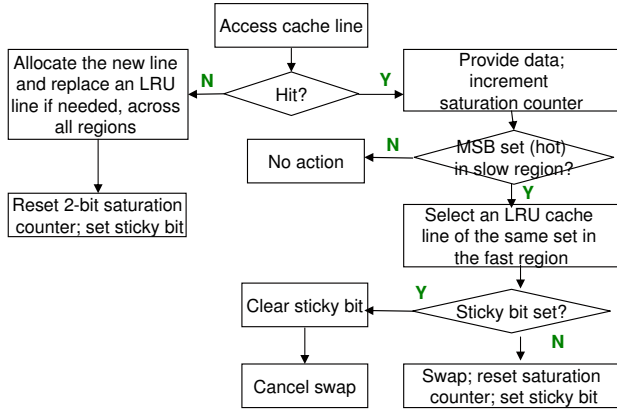 Access cache line
Allocate the new line
and replace an LRU
line if needed, across
all regions
N
Hit?
Y
Provide data;
increment
saturation counter
No action
N
MSB set (hot)
in slow region?
Y
Reset 2-bit saturation
counter; set sticky bit
Select an LRU cache
line of the same set in
the fast region
Clear sticky bit
Y
Sticky bit set?
N
Cancel swap
Swap; reset saturation
counter; set sticky bit